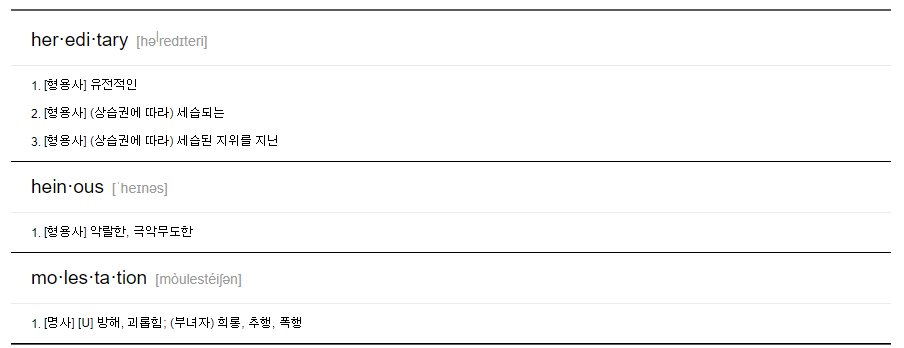 her·edi·tary [həˈredɪteri]
1. [형용사] 유전적인
2. [형용사] (상습권에 따라) 세습되는
3. [형용사] (상습권에 따라) 세습된 지위를 지닌
hein·ous [ˈheɪnəs]
1. [형용사] 악랄한, 극악무도한
mo·les·ta·tion [mòulestéiʃən]
1. [명사] [U] 방해, 괴롭힘; (부녀자) 희롱, 추행, 폭행